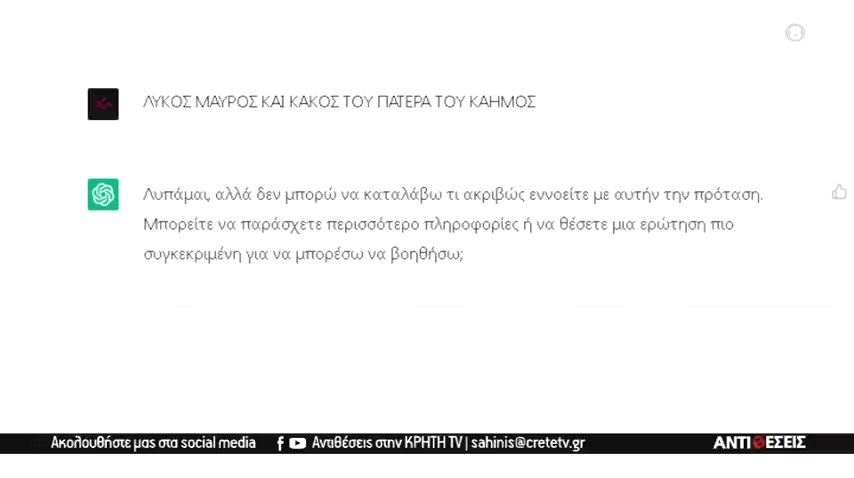 ΛΥΚΟΣ ΜΑΥΡΟΣ ΚΑΙ ΚΑΚΟΣ ΤΟΥ ΠΑΤΕΡΑ ΤΟΥ ΚΑΗΜΟΣ
Λυπάμαι, αλλά δεν μπορώ να καταλάβω τι ακριβώς εννοείτε με αυτήν την πρόταση.
Μπορείτε να παράσχετε περισσότερο πληροφορίες ή να θέσετε μια ερώτηση πιο
συγκεκριμένη για να μπορέσω να βοηθήσω;
Ακολουθήστε μας στα social media f Αντιθέσεις στην ΚΡΗΤΗ TV | sahinis@cretetv.gr ΑΝΤΙΘΕΣΕΙΣ